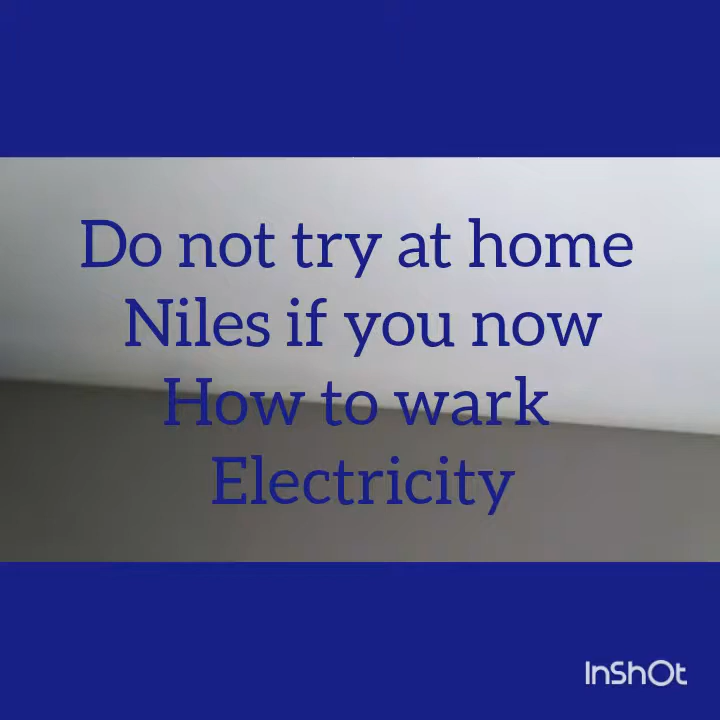 Do not try at home
Niles if you now
How to wark
Electricity
InShOt